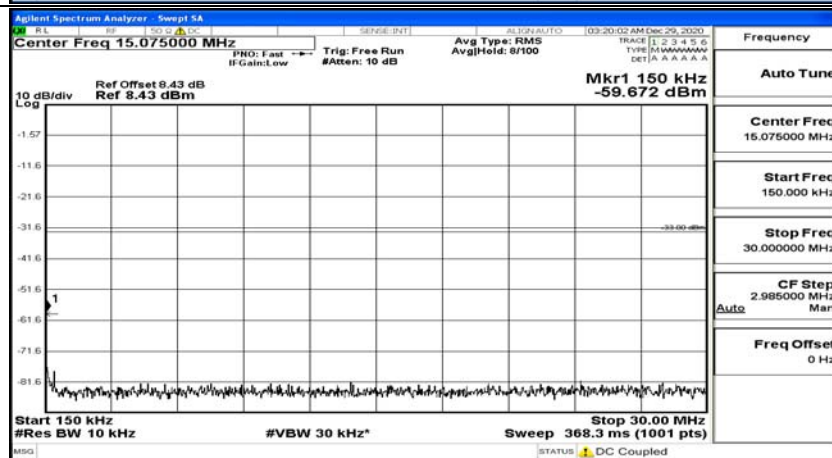 Agilent Spectrum Analyzer - Swept SA
RL RF 50 Ω DC SENSE:INT ALIGNAUTO 03:20:02 AM Dec 29, 2020
Center Freq 15.075000 MHz
PNO: Fast
IFGain:Low
Trig: Free Run
#Atten: 10 dB
Avg Type: RMS
Avg|Hold: 8/100
TRACE 1 2 3 4 5 6
TYPE MWWWWW
DET A A A A A A
Frequency
Auto Tune
Ref Offset 8.43 dB
10 dB/div Ref 8.43 dBm
Log
Mkr1 150 kHz
-59.672 dBm
-1.57
-11.6
-21.6
-31.6
-33.00 dBm
-41.6
-51.6
1
-61.6
-71.6
-81.6
Center Freq
15.075000 MHz
Start Freq
150.000 kHz
Stop Freq
30.000000 MHz
CF Step
2.985000 MHz
Auto Man
Freq Offset
0 Hz
Start 150 kHz Stop 30.00 MHz
#Res BW 10 kHz #VBW 30 kHz* Sweep 368.3 ms (1001 pts)
MSG STATUS DC Coupled